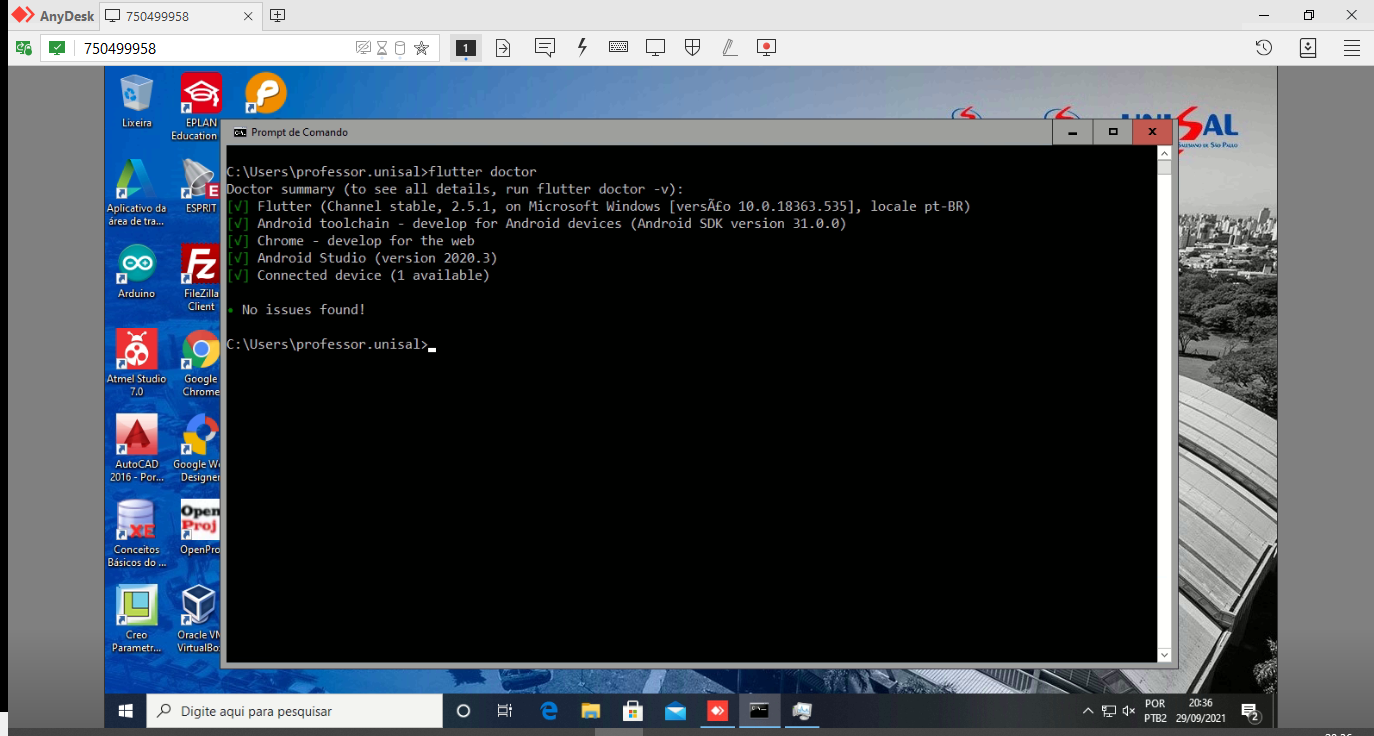 AnyDesk
750499958
750499958
1
Lixeira
EPLAN
Education
UNISAL
Aplicativo da
área de tra...
ESPRIT
Arduino
FileZilla
Client
Atmel Studio
7.0
Google
Chrome
AutoCAD
2016 - Por...
Google We
Designer
Conceitos
Básicos do ...
XE
Open
Proj
OpenPro
Creo
Parametr...
Oracle VM
VirtualBo
Prompt de Comando
C:\Users\professor.unisal>flutter doctor
Doctor summary (to see all details, run flutter doctor -v):
[√] Flutter (Channel stable, 2.5.1, on Microsoft Windows [versÃ£o 10.0.18363.535], locale pt-BR)
[√] Android toolchain - develop for Android devices (Android SDK version 31.0.0)
[√] Chrome - develop for the web
[√] Android Studio (version 2020.3)
[√] Connected device (1 available)
• No issues found!
C:\Users\professor.unisal>
Digite aqui para pesquisar
POR
PTB2
20:36
29/09/2021
2